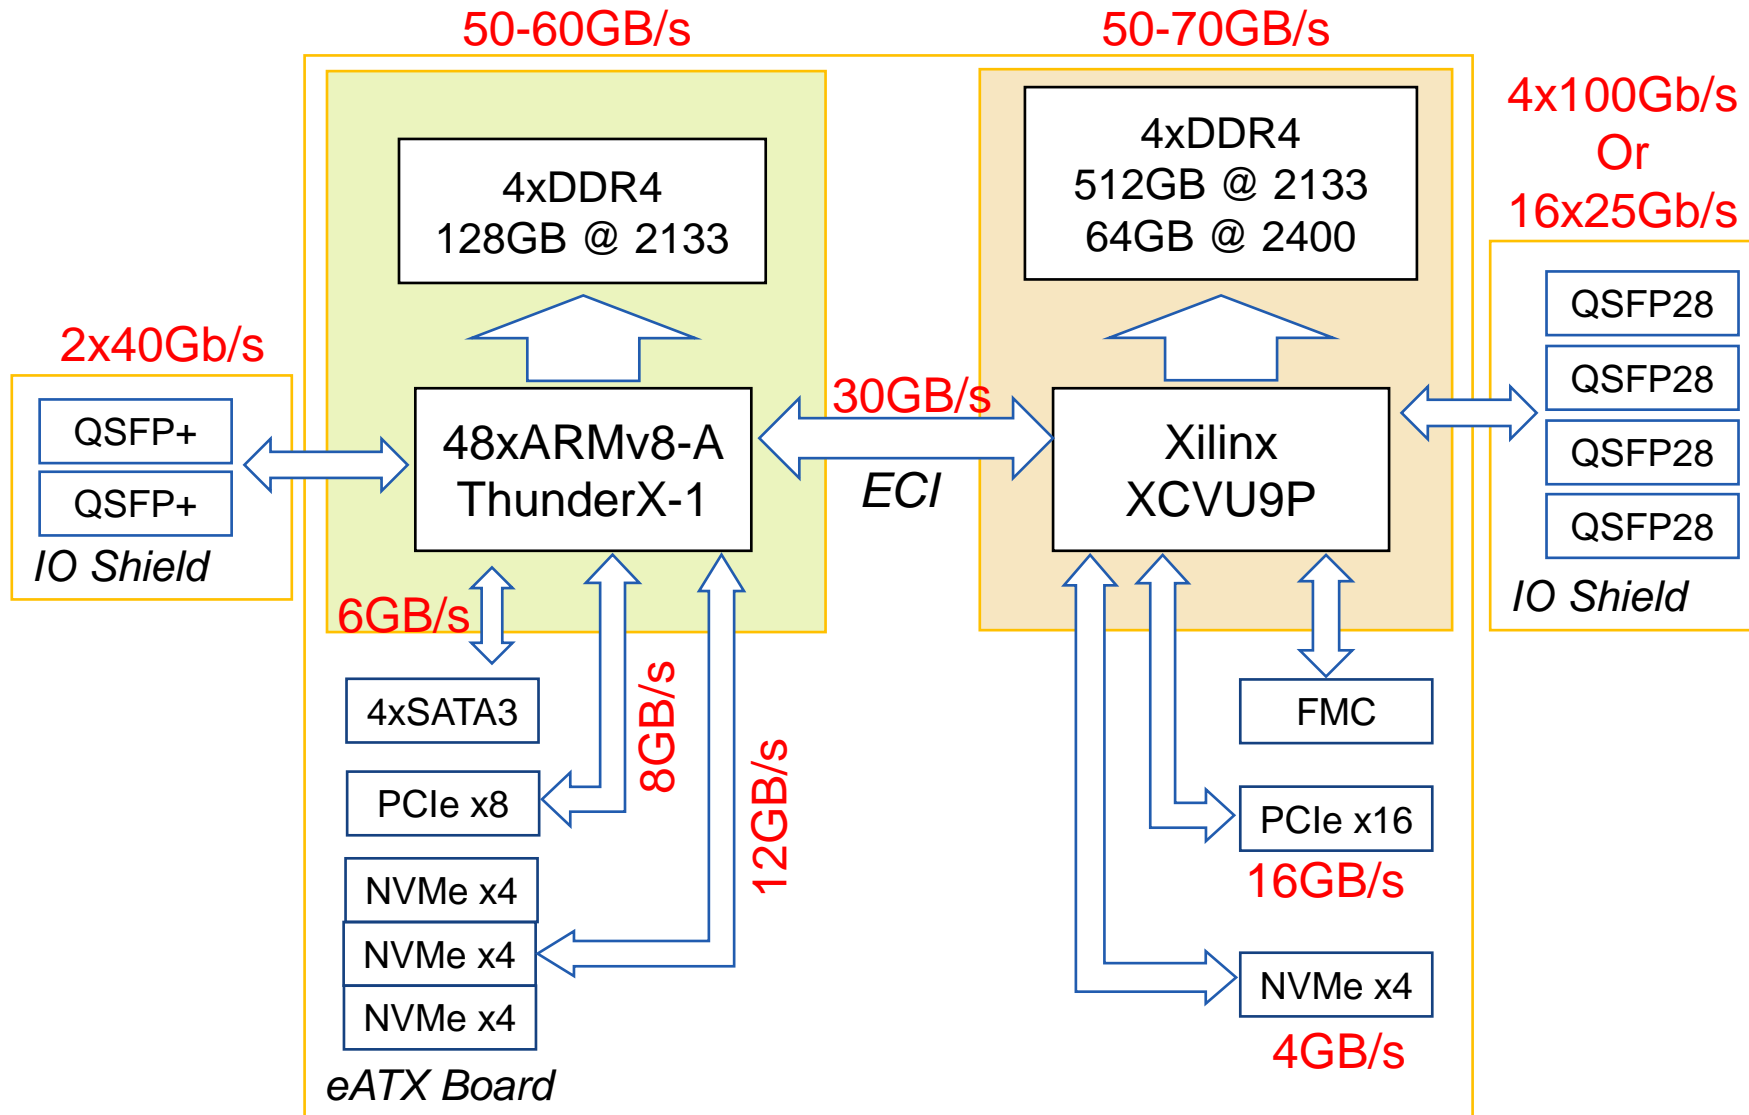 50-60GB/s
50-70GB/s
4x100Gb/s
Or
16x25Gb/s
4xDDR4
128GB @ 2133
4xDDR4
512GB @ 2133
64GB @ 2400
2x40Gb/s
QSFP+
QSFP+
IO Shield
48xARMv8-A
ThunderX-1
30GB/s
ECI
Xilinx
XCVU9P
QSFP28
QSFP28
QSFP28
QSFP28
IO Shield
6GB/s
8GB/s
12GB/s
4xSATA3
PCIe x8
NVMe x4
NVMe x4
NVMe x4
eATX Board
FMC
PCIe x16
16GB/s
NVMe x4
4GB/s